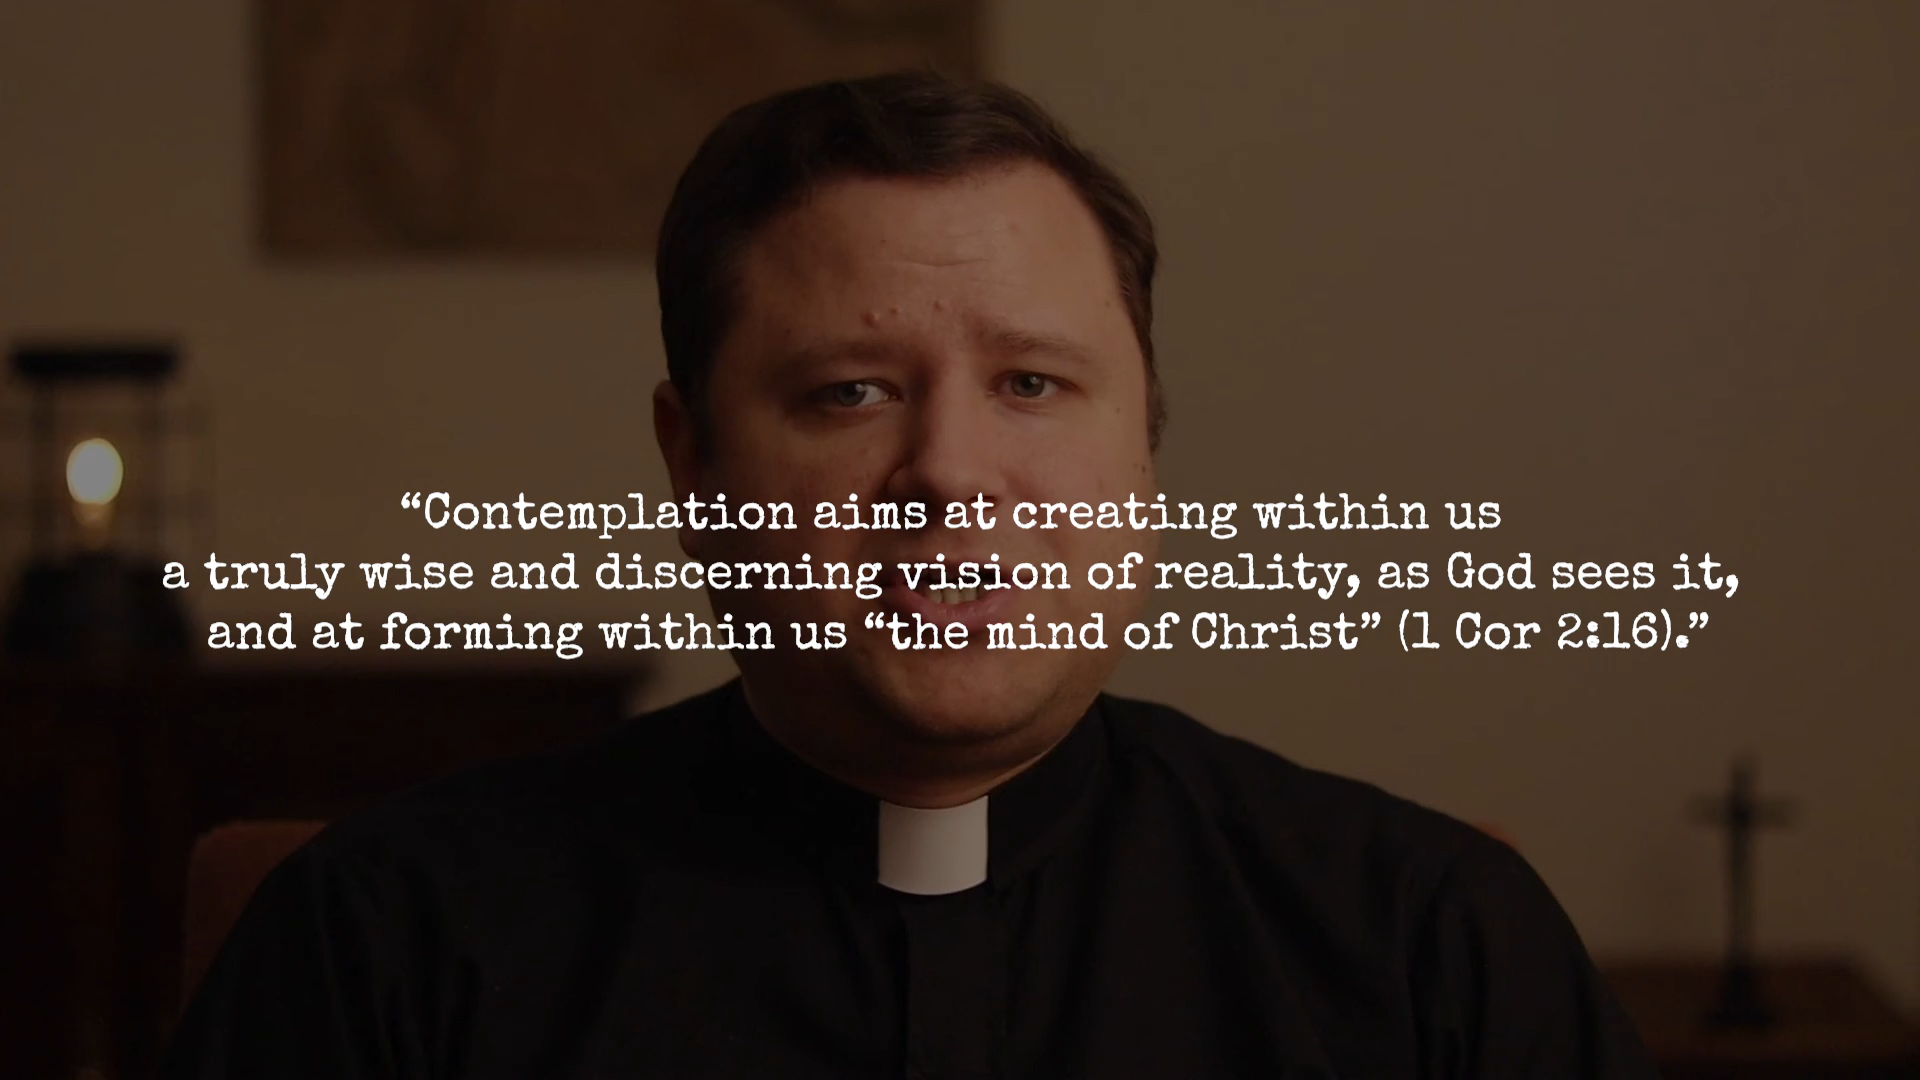 “Contemplation aims at creating within us
a truly wise and discerning vision of reality, as God sees it,
and at forming within us “the mind of Christ” (1 Cor 2:16).”